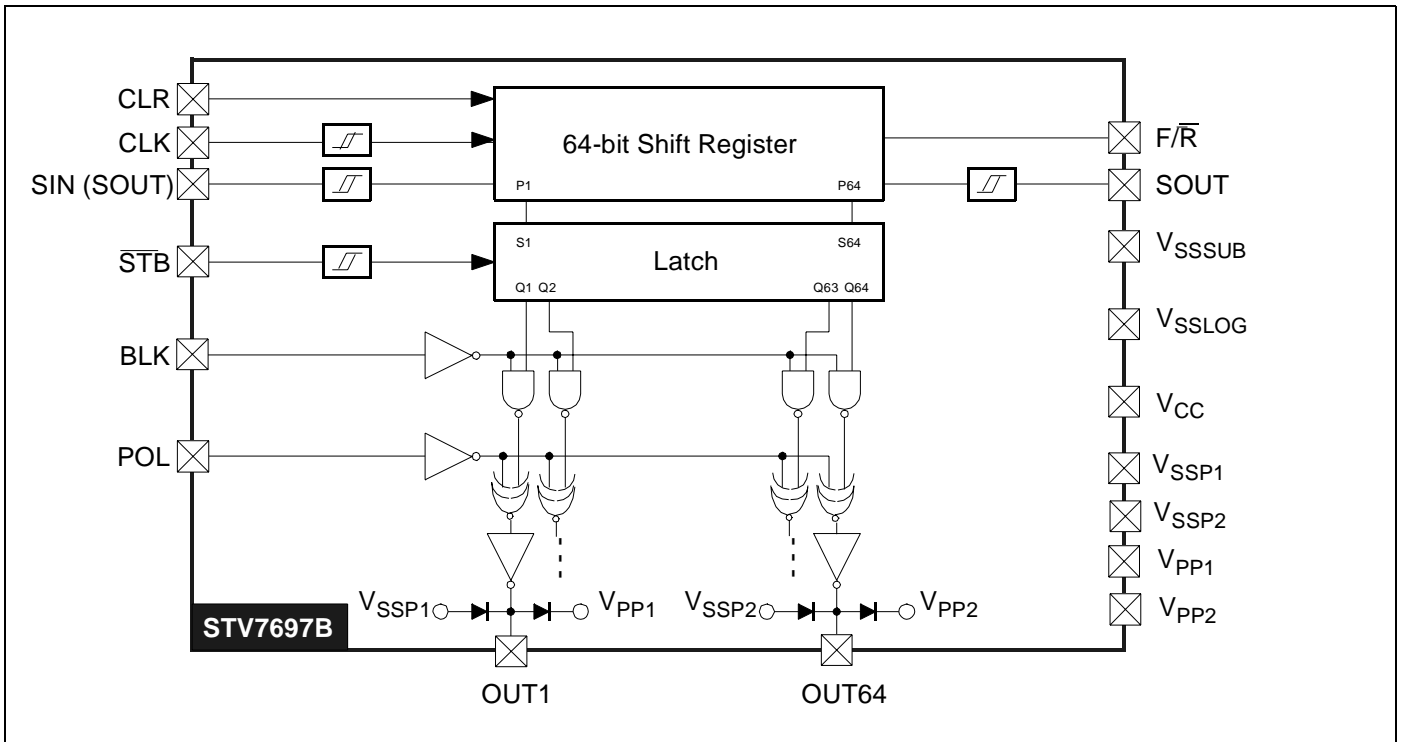 CLR
CLK
SIN (SOUT)
S̅T̅B̅
BLK
POL
64-bit Shift Register
P1 P64
S1 S64
Latch
Q1 Q2 Q63 Q64
F/R̅
SOUT
VSSSUB
VSSLOG
VCC
VSSP1
VSSP2
VPP1
VPP2
VSSP1 VPP1 VSSP2 VPP2
STV7697B
OUT1 OUT64